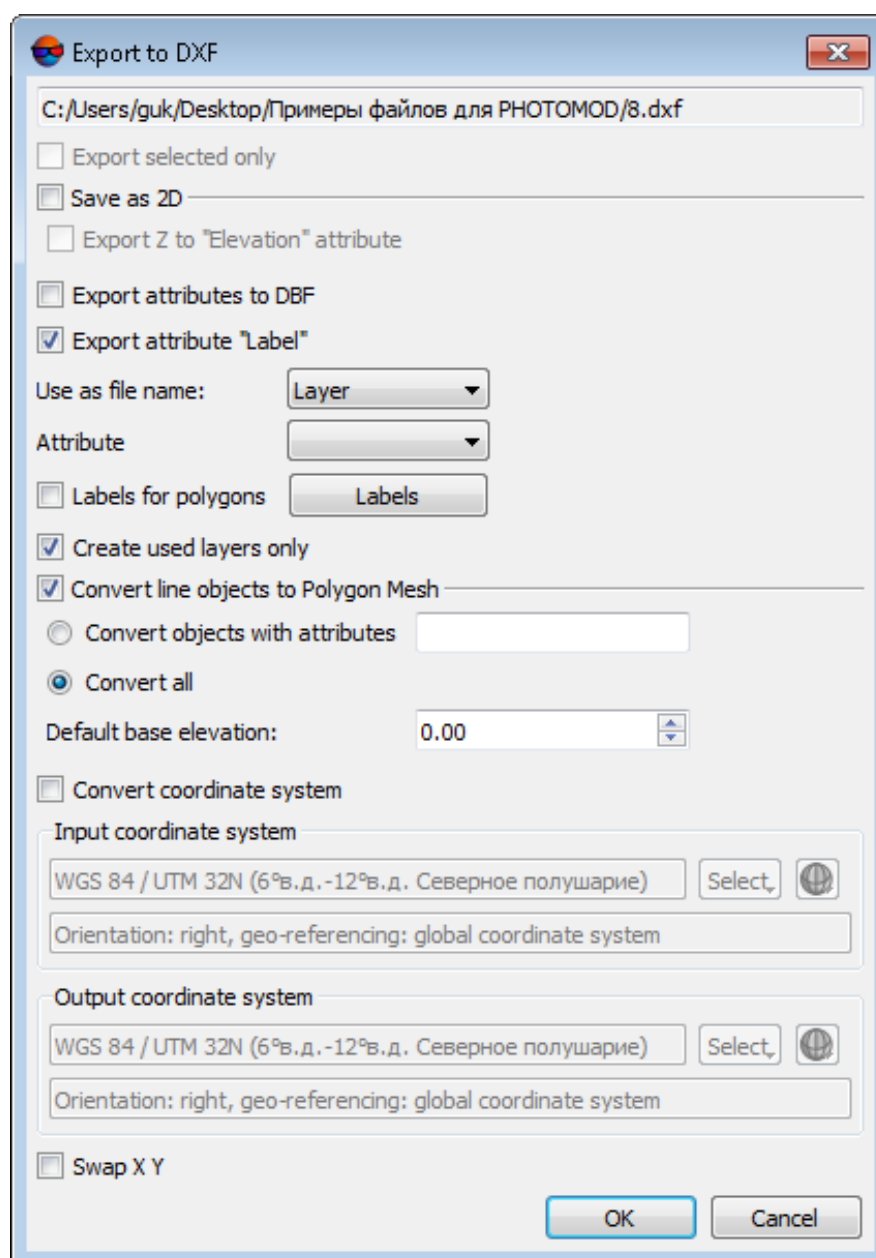 Export to DXF
C:/Users/guk/Desktop/Примеры файлов для PHOTOMOD/8.dxf
Export selected only
Save as 2D
Export Z to "Elevation" attribute
Export attributes to DBF
Export attribute "Label"
Use as file name: Layer
Attribute
Labels for polygons Labels
Create used layers only
Convert line objects to Polygon Mesh
Convert objects with attributes
Convert all
Default base elevation: 0.00
Convert coordinate system
Input coordinate system
WGS 84 / UTM 32N (6°в.д.-12°в.д. Северное полушарие) Select
Orientation: right, geo-referencing: global coordinate system
Output coordinate system
WGS 84 / UTM 32N (6°в.д.-12°в.д. Северное полушарие) Select
Orientation: right, geo-referencing: global coordinate system
Swap X Y
OK Cancel